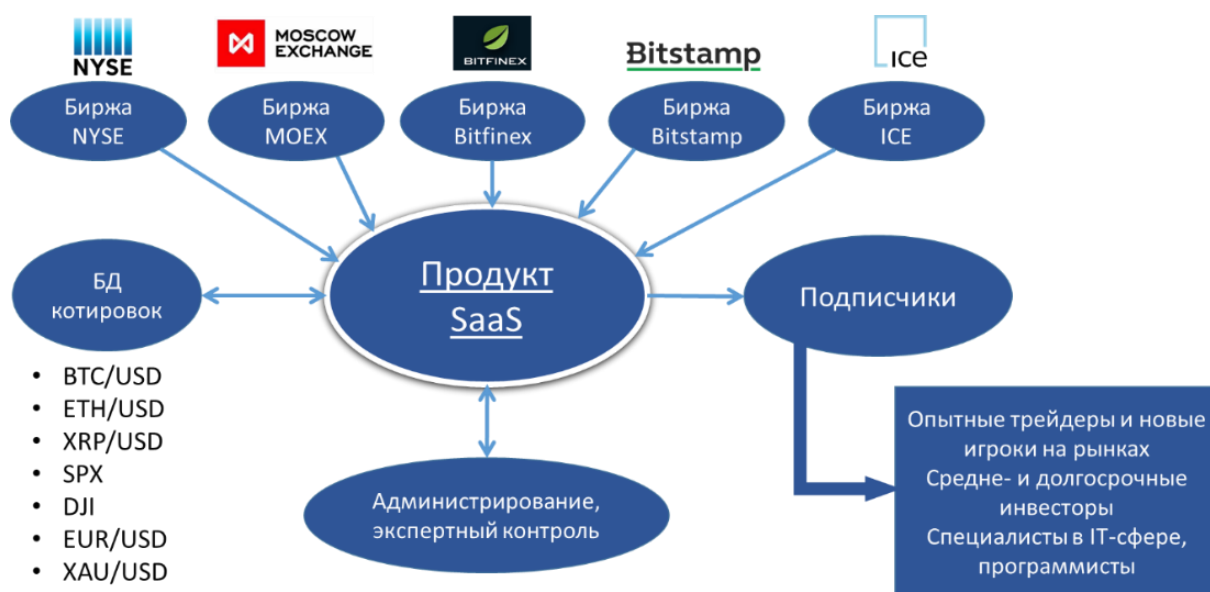 NYSE
MOSCOW
EXCHANGE
BITFINEX
Bitstamp
ice
Биржа
NYSE
Биржа
MOEX
Биржа
Bitfinex
Биржа
Bitstamp
Биржа
ICE
БД
котировок
Продукт
SaaS
Подписчики
• BTC/USD
• ETH/USD
• XRP/USD
• SPX
• DJI
• EUR/USD
• XAU/USD
Администрирование,
экспертный контроль
Опытные трейдеры и новые
игроки на рынках
Средне- и долгосрочные
инвесторы
Специалисты в IT-сфере,
программисты